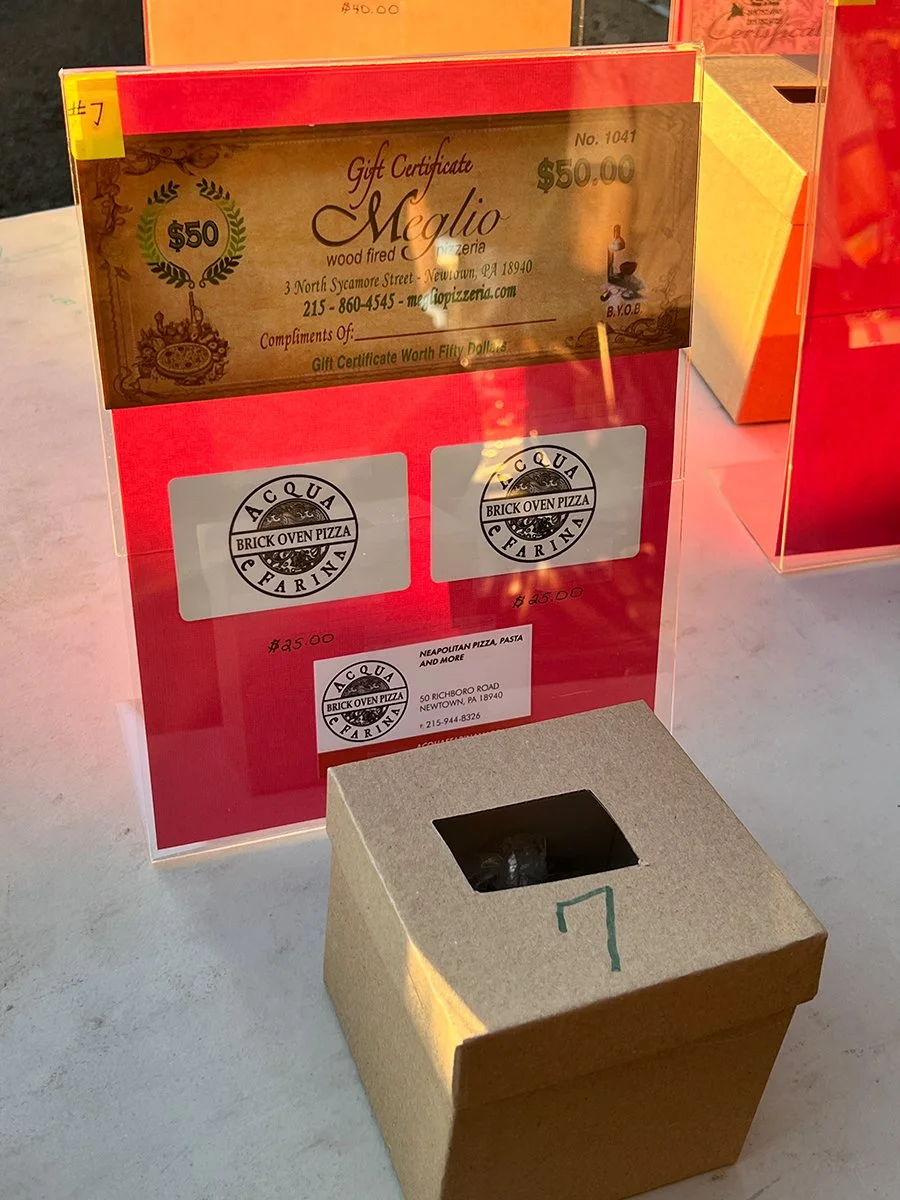 $40.00
Certificat
#7
Gift Certificate
No. 1041
$50.00
$50
Meglio
wood fired pizzeria
3 North Sycamore Street - Newtown, PA 18940
215 - 860-4545 - megliopizzeria.com
B.Y.O.B.
Compliments Of:
Gift Certificate Worth Fifty Dollars
ACQUA
BRICK OVEN PIZZA
e FARINA
ACQUA
BRICK OVEN PIZZA
e FARINA
$25.00
$25.00
NEAPOLITAN PIZZA, PASTA
AND MORE
ACQUA
BRICK OVEN PIZZA
e FARINA
50 RICHBORO ROAD
NEWTOWN, PA 18940
215-944-8326
7